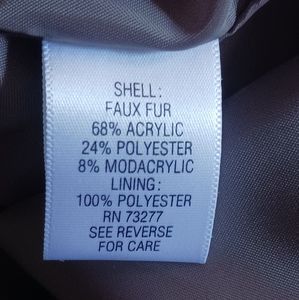 SHELL:
FAUX FUR
68% ACRYLIC
24% POLYESTER
8% MODACRYLIC
LINING:
100% POLYESTER
RN 73277
SEE REVERSE
FOR CARE